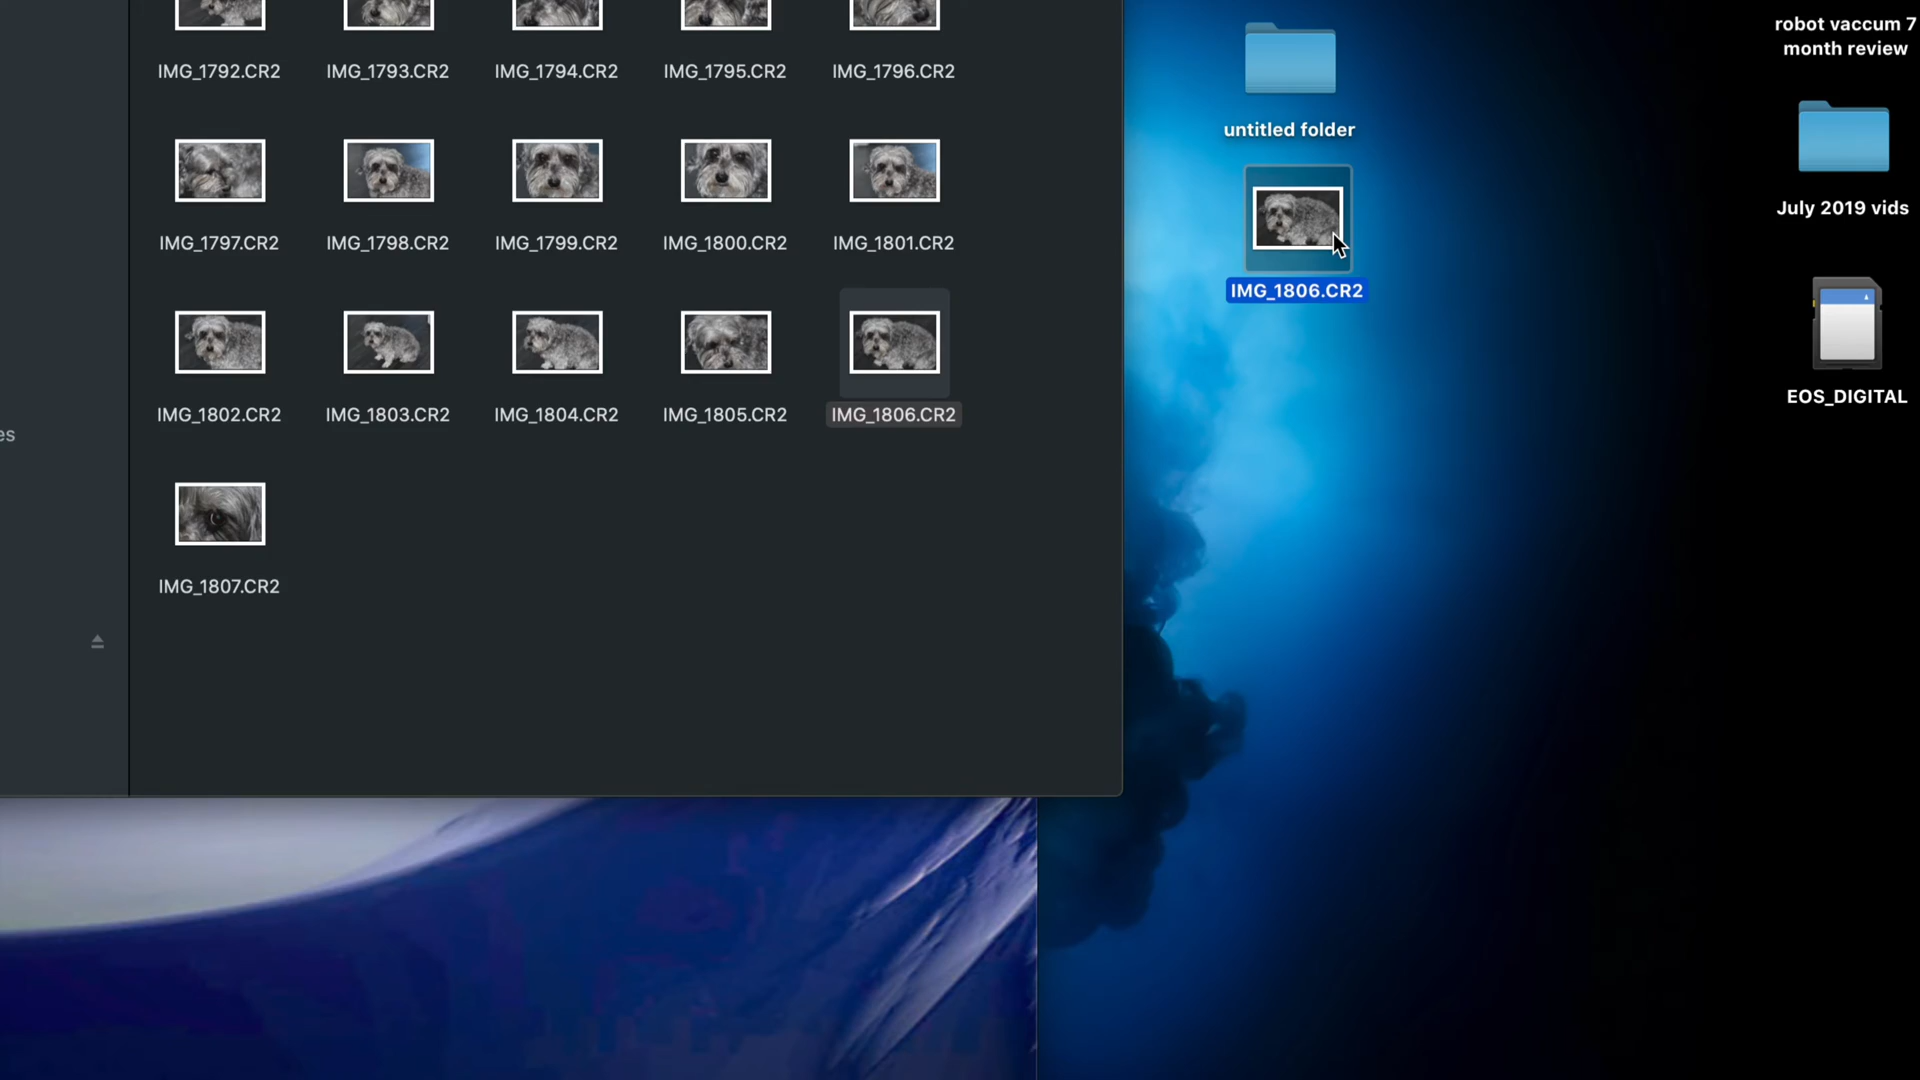 IMG_1792.CR2 IMG_1793.CR2 IMG_1794.CR2 IMG_1795.CR2 IMG_1796.CR2
IMG_1797.CR2 IMG_1798.CR2 IMG_1799.CR2 IMG_1800.CR2 IMG_1801.CR2
IMG_1802.CR2 IMG_1803.CR2 IMG_1804.CR2 IMG_1805.CR2 IMG_1806.CR2
es
IMG_1807.CR2
untitled folder
IMG_1806.CR2
robot vaccum 7
month review
July 2019 vids
EOS_DIGITAL